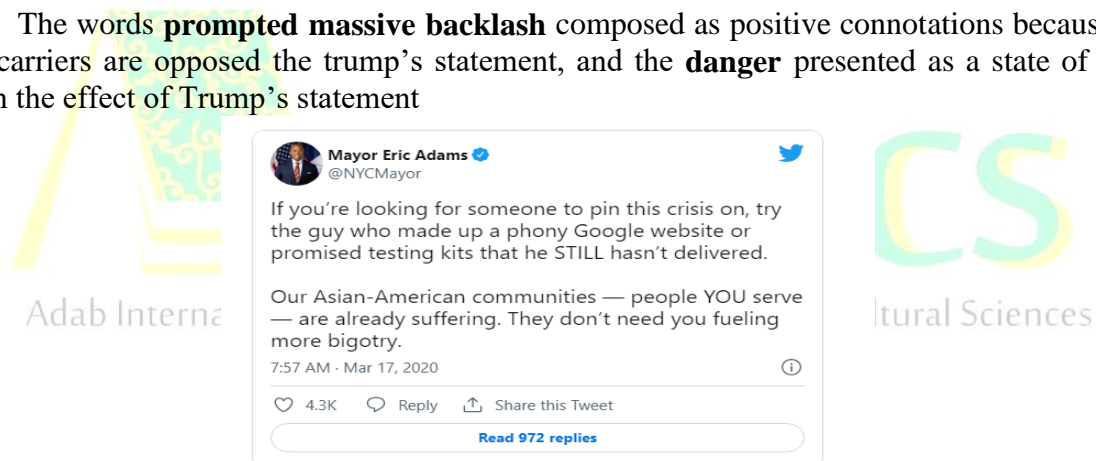 The words prompted massive backlash composed as positive connotations becaus
carriers are opposed the trump’s statement, and the danger presented as a state of
the effect of Trump’s statement
Mayor Eric Adams
@NYCMayor
If you’re looking for someone to pin this crisis on, try
the guy who made up a phony Google website or
promised testing kits that he STILL hasn’t delivered.
Our Asian-American communities — people YOU serve
— are already suffering. They don’t need you fueling
more bigotry.
7:57 AM · Mar 17, 2020
4.3K Reply Share this Tweet
Read 972 replies
CS
Adab Interna
ltural Sciences